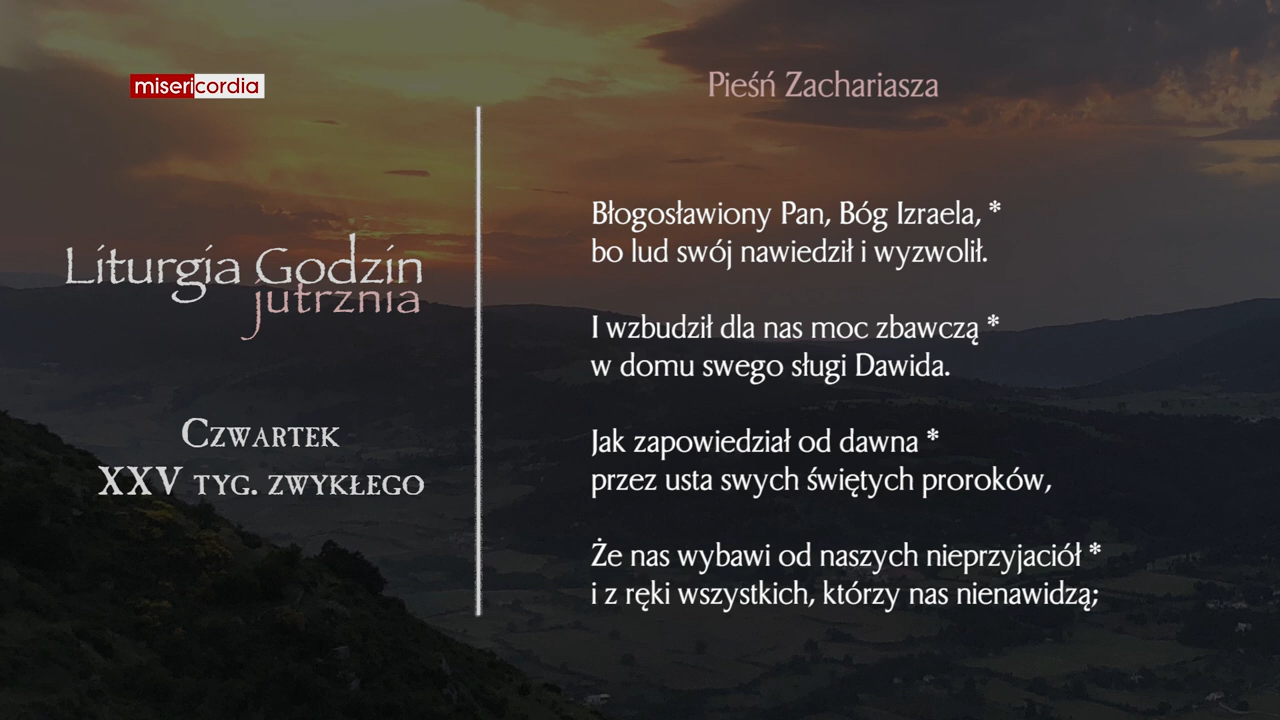 misericordia
Liturgia Godzin
jutrznia
Czwartek
XXV tyg. zwykłego
Pieśń Zachariasza
Błogosławiony Pan, Bóg Izraela, *
bo lud swój nawiedził i wyzwolił.
I wzbudził dla nas moc zbawczą *
w domu swego sługi Dawida.
Jak zapowiedział od dawna *
przez usta swych świętych proroków,
Że nas wybawi od naszych nieprzyjaciół *
i z ręki wszystkich, którzy nas nienawidzą;